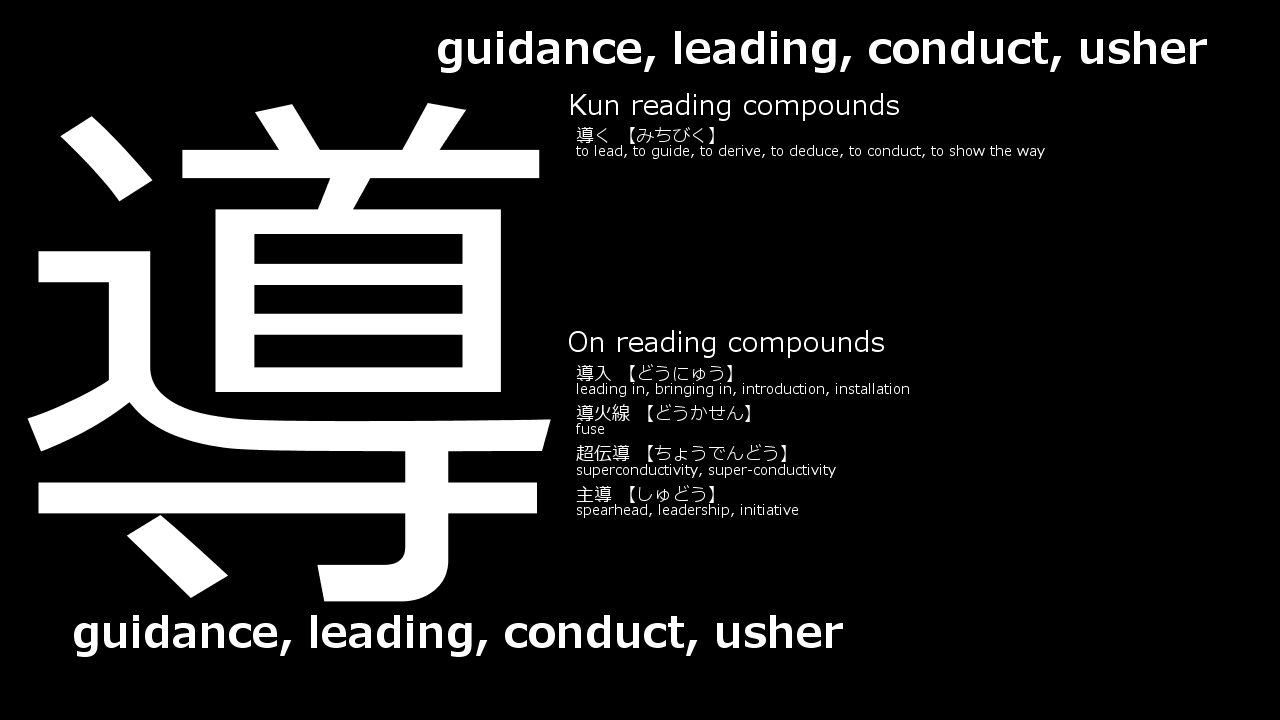 guidance, leading, conduct, usher
導
Kun reading compounds
導く 【みちびく】
to lead, to guide, to derive, to deduce, to conduct, to show the way
On reading compounds
導入 【どうにゅう】
leading in, bringing in, introduction, installation
導火線 【どうかせん】
fuse
超伝導 【ちょうでんどう】
superconductivity, super-conductivity
主導 【しゅどう】
spearhead, leadership, initiative
guidance, leading, conduct, usher